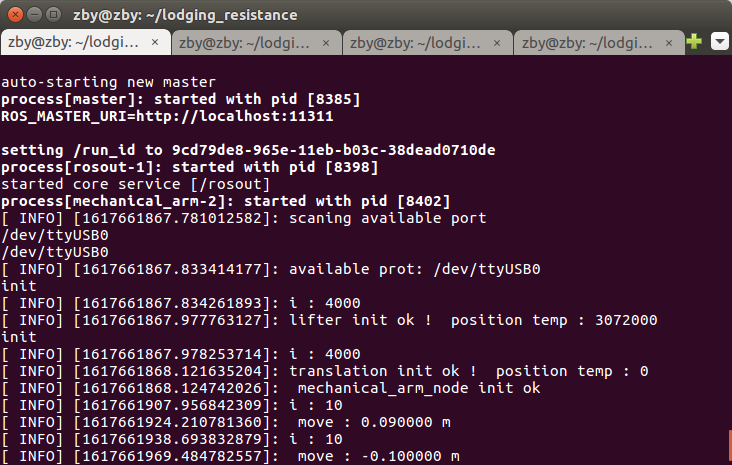 zby@zby: ~/lodging_resistance
zby@zby: ~/lodgi... × zby@zby: ~/lodgi... × zby@zby: ~/lodgi... × zby@zby: ~/lodgi... ×
auto-starting new master
process[master]: started with pid [8385]
ROS_MASTER_URI=http://localhost:11311
setting /run_id to 9cd79de8-965e-11eb-b03c-38dead0710de
process[rosout-1]: started with pid [8398]
started core service [/rosout]
process[mechanical_arm-2]: started with pid [8402]
[ INFO] [1617661867.781012582]: scaning available port
/dev/ttyUSB0
/dev/ttyUSB0
[ INFO] [1617661867.833414177]: available prot: /dev/ttyUSB0
init
[ INFO] [1617661867.834261893]: i : 4000
[ INFO] [1617661867.977763127]: lifter init ok !  position temp : 3072000
init
[ INFO] [1617661867.978253714]: i : 4000
[ INFO] [1617661868.121635204]: translation init ok !  position temp : 0
[ INFO] [1617661868.124742026]:  mechanical_arm_node init ok
[ INFO] [1617661907.956842309]: i : 10
[ INFO] [1617661924.210781360]:  move : 0.090000 m
[ INFO] [1617661938.693832879]: i : 10
[ INFO] [1617661969.484782557]:  move : -0.100000 m